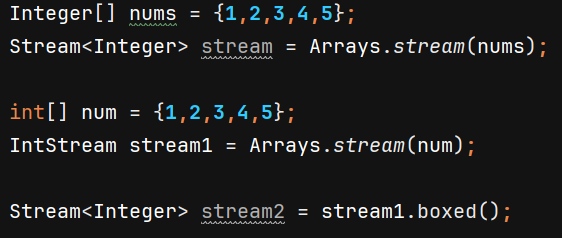 Integer[] nums = {1,2,3,4,5};
Stream<Integer> stream = Arrays.stream(nums);
int[] num = {1,2,3,4,5};
IntStream stream1 = Arrays.stream(num);
Stream<Integer> stream2 = stream1.boxed();